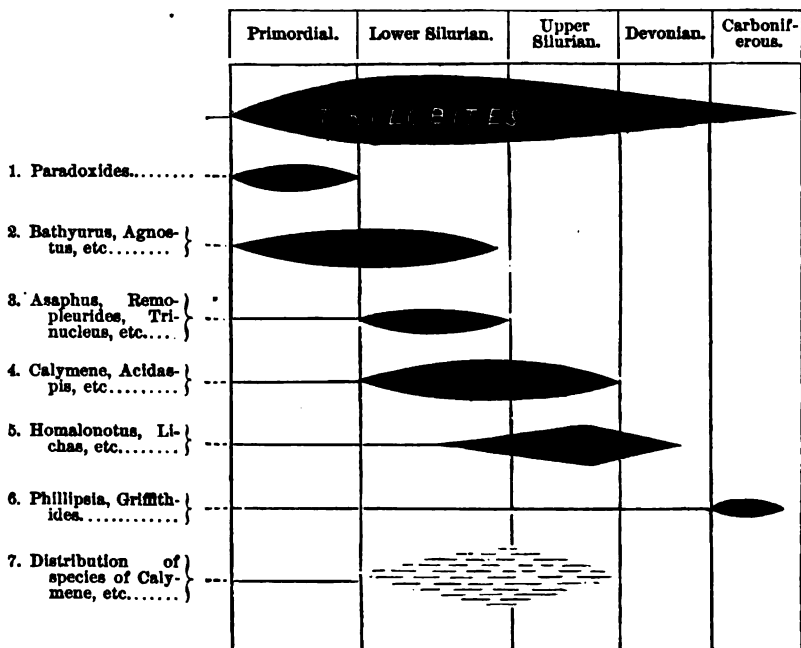 Primordial. Lower Silurian. Upper Silurian. Devonian. Carbonif-erous.
TRILOBITES
1. Paradoxides.........
2. Bathyurus, Agnos-
tus, etc........
3. Asaphus, Remo-
pleurides, Tri-
nucleus, etc.....
4. Calymene, Acidas-
pis, etc.........
5. Homalonotus, Li-
chas, etc........
6. Phillipsia, Griffith-
ides.............
7. Distribution of
species of Caly-
mene, etc.......